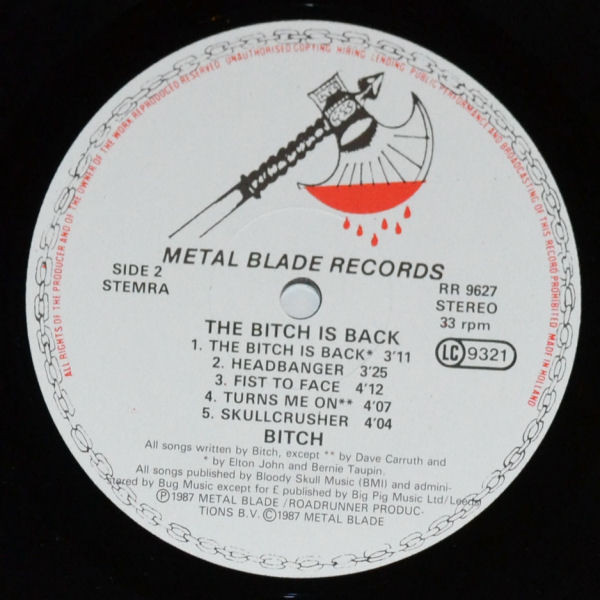 ALL RIGHTS OF THE PRODUCER AND OF THE OWNER OF THE WORK REPRODUCED RESERVED. UNAUTHORISED COPYING HIRING LENDING PUBLIC PERFORMANCE AND BROADCASTING OF THIS RECORD PROHIBITED MADE IN HOLLAND
METAL BLADE RECORDS
SIDE 2
STEMRA
RR 9627
STEREO
33 rpm
LC 9321
THE BITCH IS BACK
1. THE BITCH IS BACK* 3'11
2. HEADBANGER 3'25
3. FIST TO FACE 4'12
4. TURNS ME ON** 4'07
5. SKULLCRUSHER 4'04
BITCH
All songs written by Bitch, except ** by Dave Carruth and
* by Elton John and Bernie Taupin.
All songs published by Bloody Skull Music (BMI) and admini-
stered by Bug Music except for £ published by Big Pig Music Ltd/Leeds
Ⓟ1987 METAL BLADE /ROADRUNNER PRODUC-
TIONS B.V. ©1987 METAL BLADE